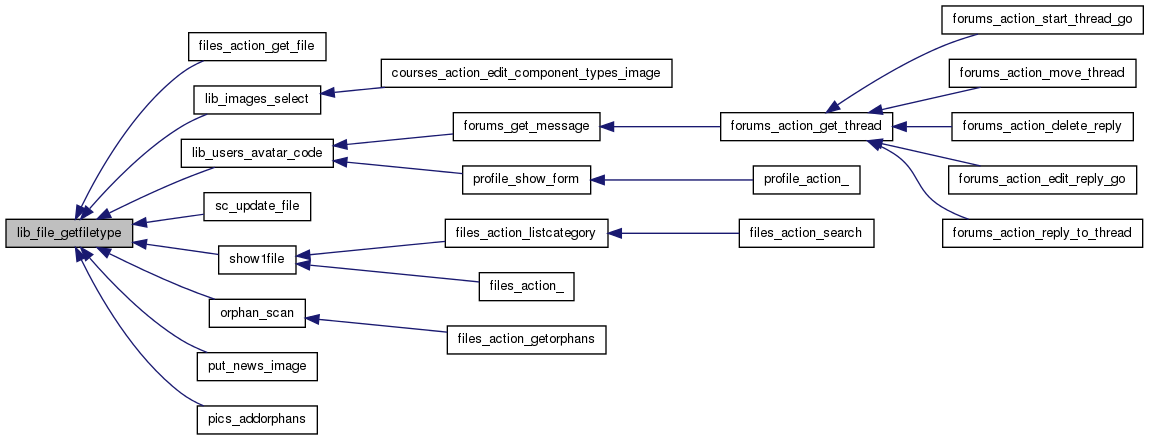 forums_action_start_thread_go
files_action_get_file
courses_action_edit_component_types_image
forums_action_move_thread
lib_images_select
forums_get_message
forums_action_get_thread
forums_action_delete_reply
lib_users_avatar_code
profile_show_form
profile_action_
forums_action_edit_reply_go
sc_update_file
lib_file_getfiletype
files_action_listcategory
files_action_search
forums_action_reply_to_thread
show1file
files_action_
orphan_scan
files_action_getorphans
put_news_image
pics_addorphans